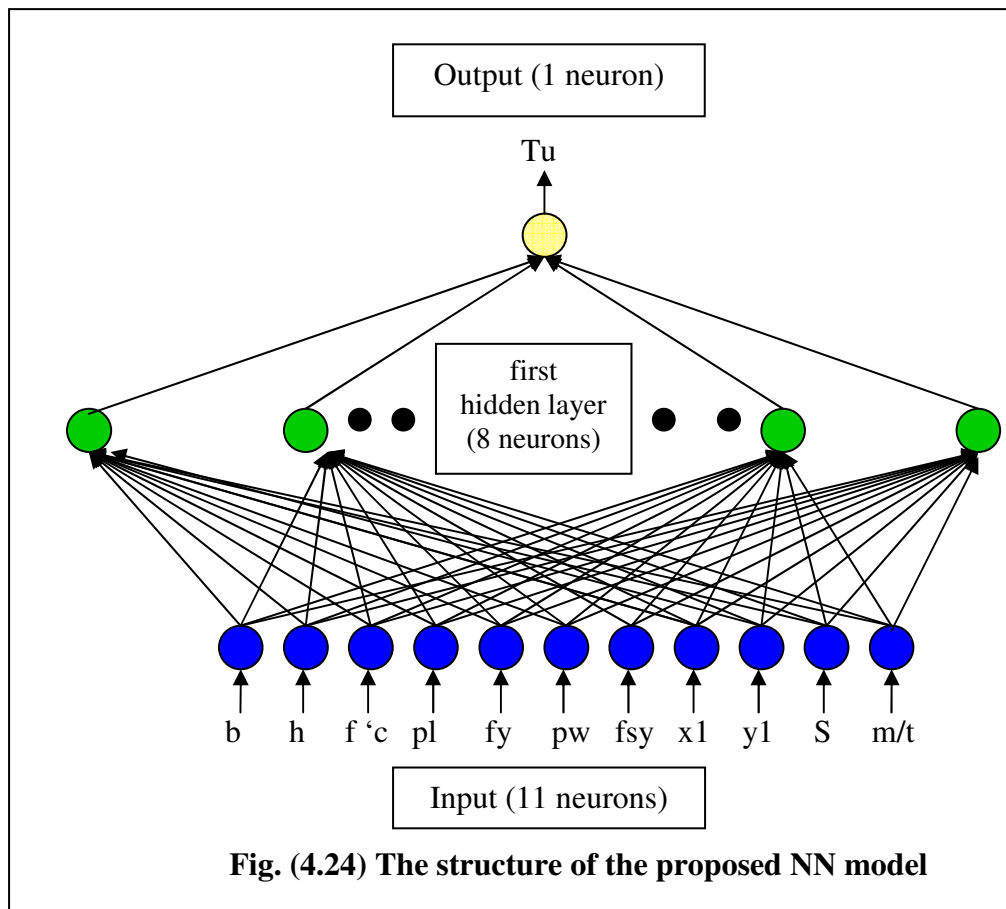 Output (1 neuron)
Tu
first
hidden layer
(8 neurons)
b h f ‘c pl fy pw fsy x1 y1 S m/t
Input (11 neurons)
Fig. (4.24) The structure of the proposed NN model